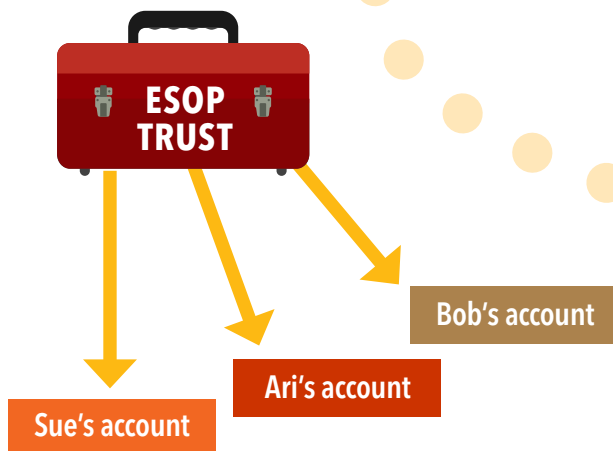 ESOP
TRUST
Bob's account
Ari's account
Sue's account